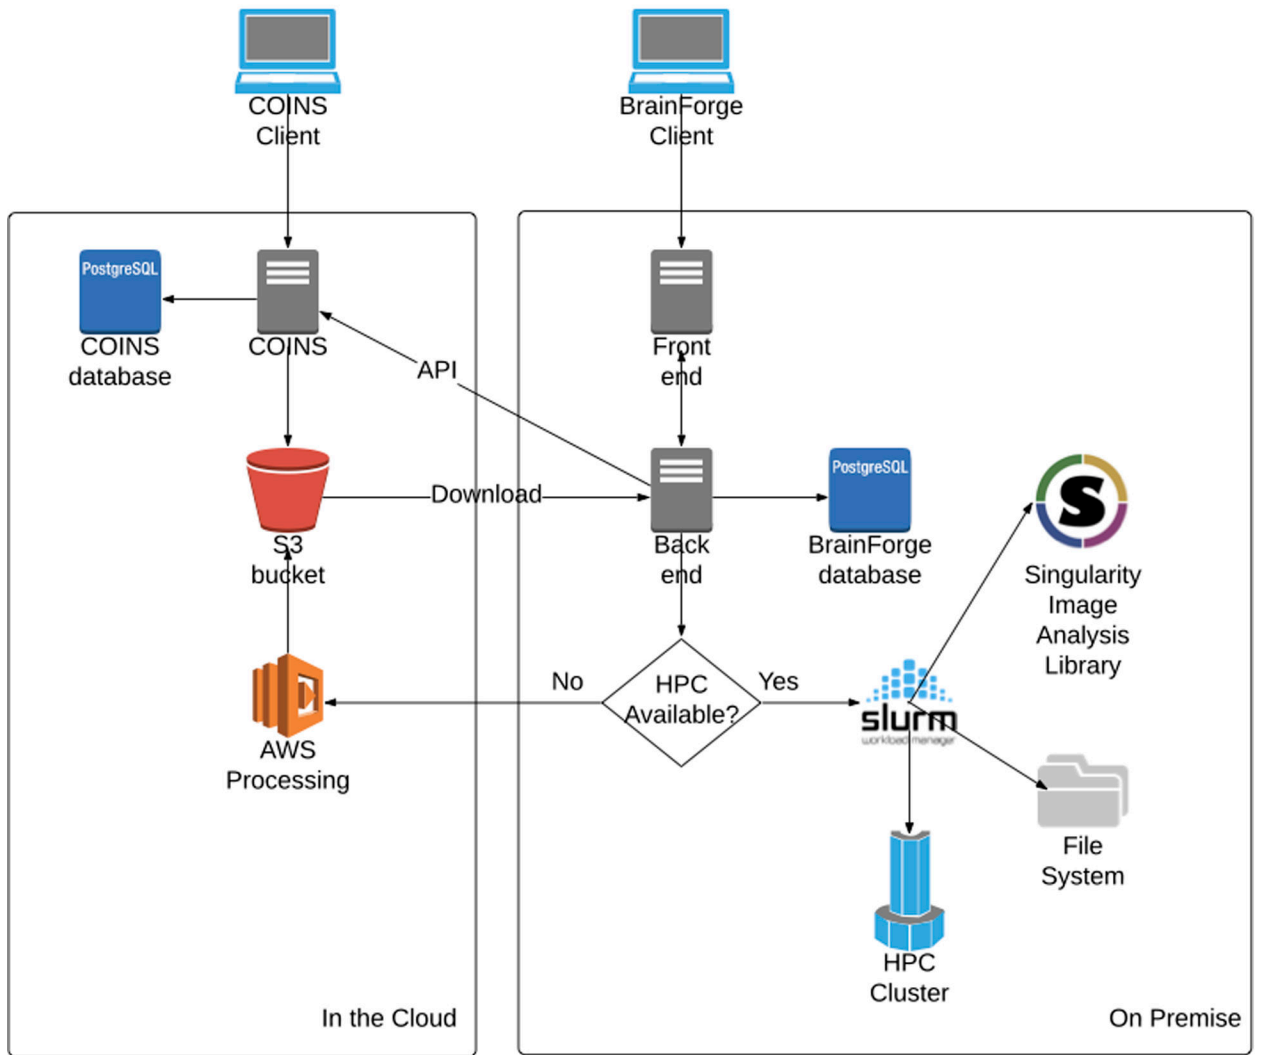 COINS
Client
BrainForge
Client
PostgreSQL
COINS
database
COINS
Front
end
API
Download
S3
bucket
Back
end
PostgreSQL
BrainForge
database
S
Singularity
Image
Analysis
Library
No
HPC
Available?
Yes
slurm
workload manager
AWS
Processing
File
System
HPC
Cluster
In the Cloud
On Premise